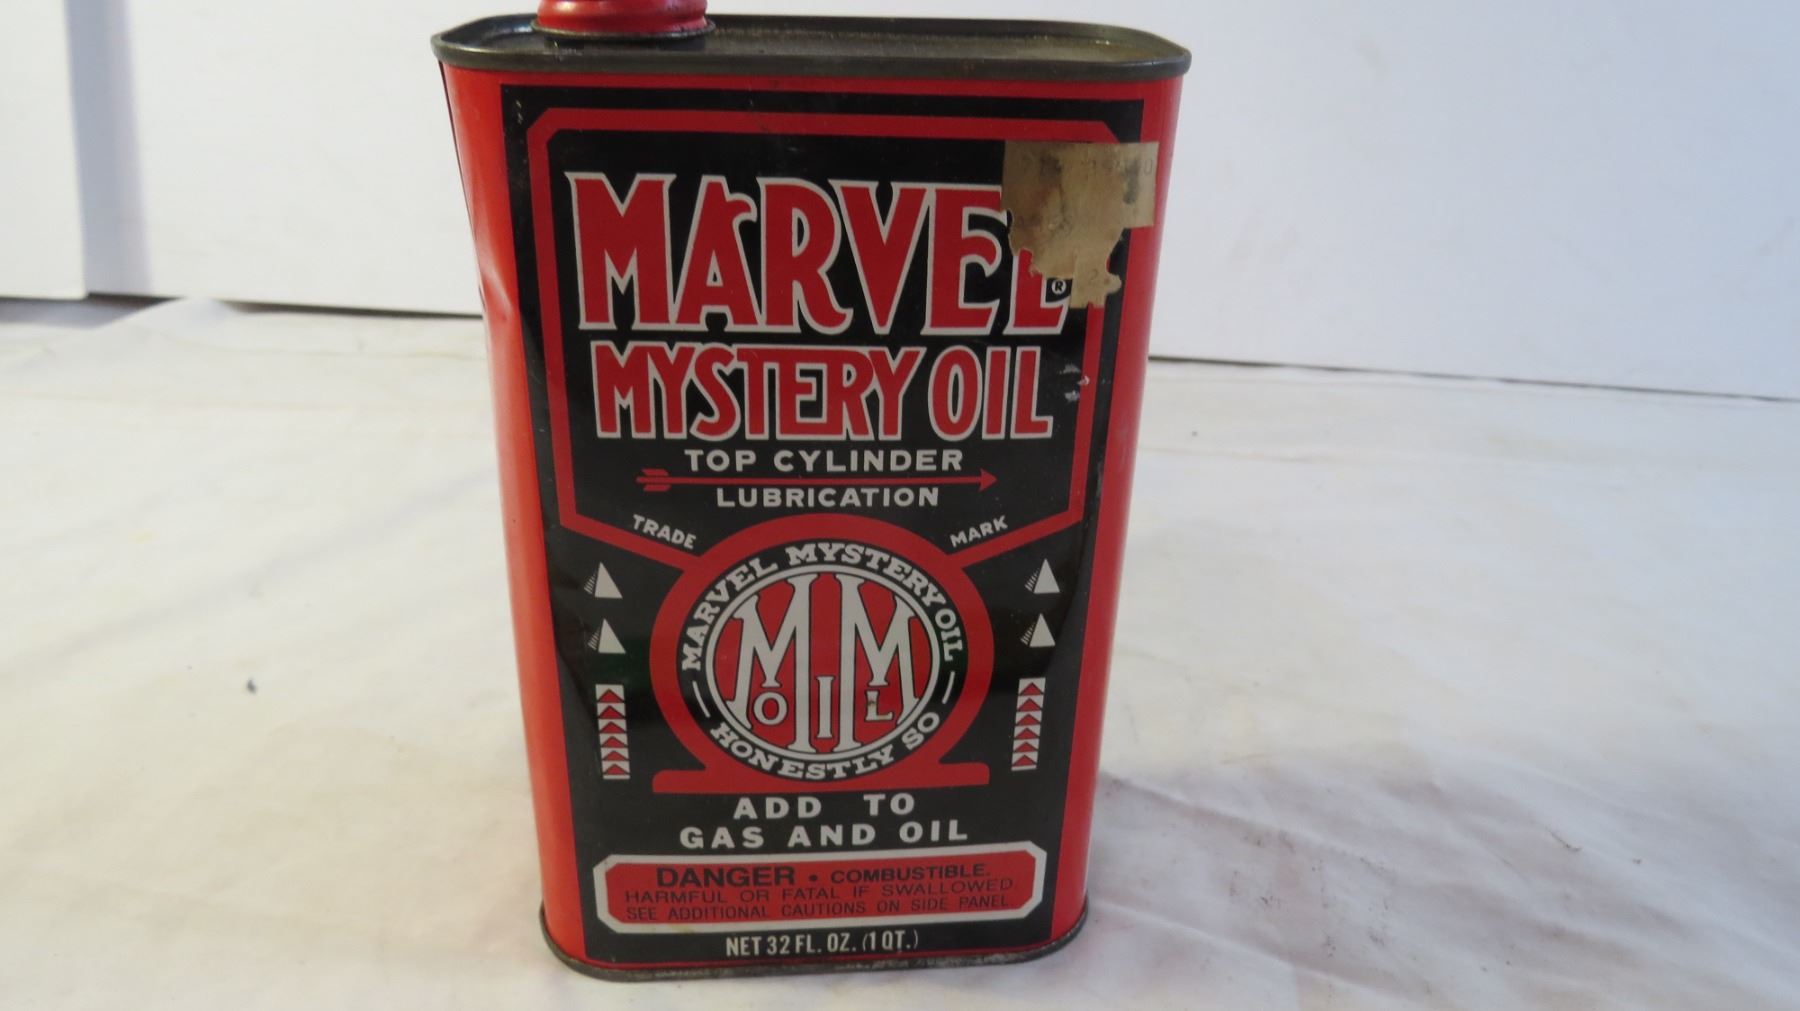 MARVEL®
MYSTERY OIL
TOP CYLINDER
LUBRICATION
TRADE MARK
MARVEL MYSTERY OIL
MM
OIL
HONESTLY SO
ADD TO
GAS AND OIL
DANGER • COMBUSTIBLE.
HARMFUL OR FATAL IF SWALLOWED.
SEE ADDITIONAL CAUTIONS ON SIDE PANEL.
NET 32 FL. OZ. (1 QT.)